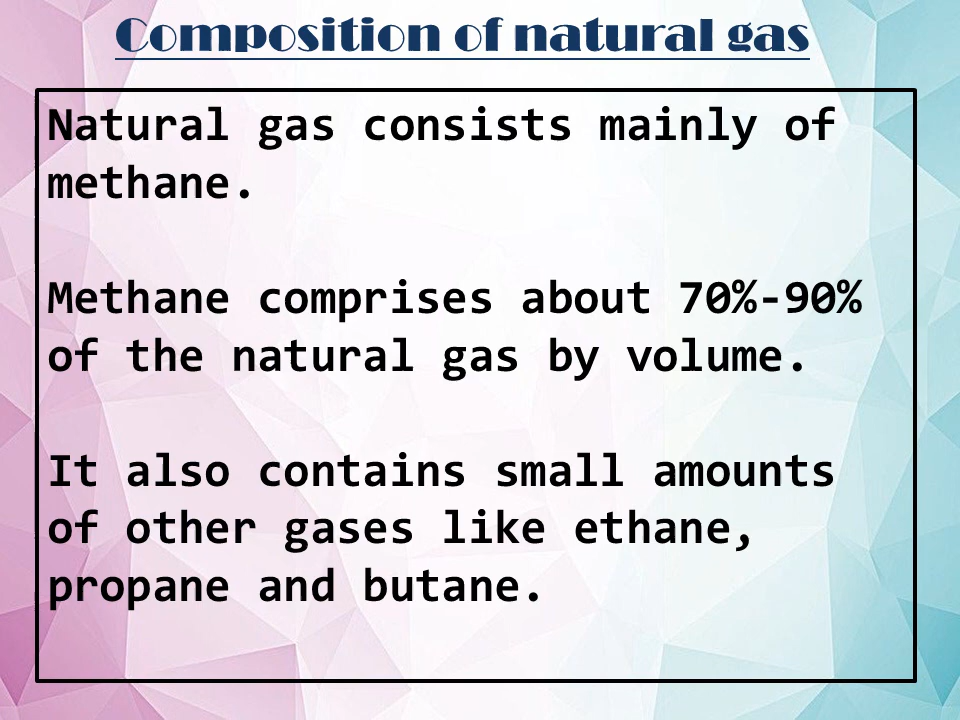 Composition of natural gas
Natural gas consists mainly of
methane.
Methane comprises about 70%-90%
of the natural gas by volume.
It also contains small amounts
of other gases like ethane,
propane and butane.